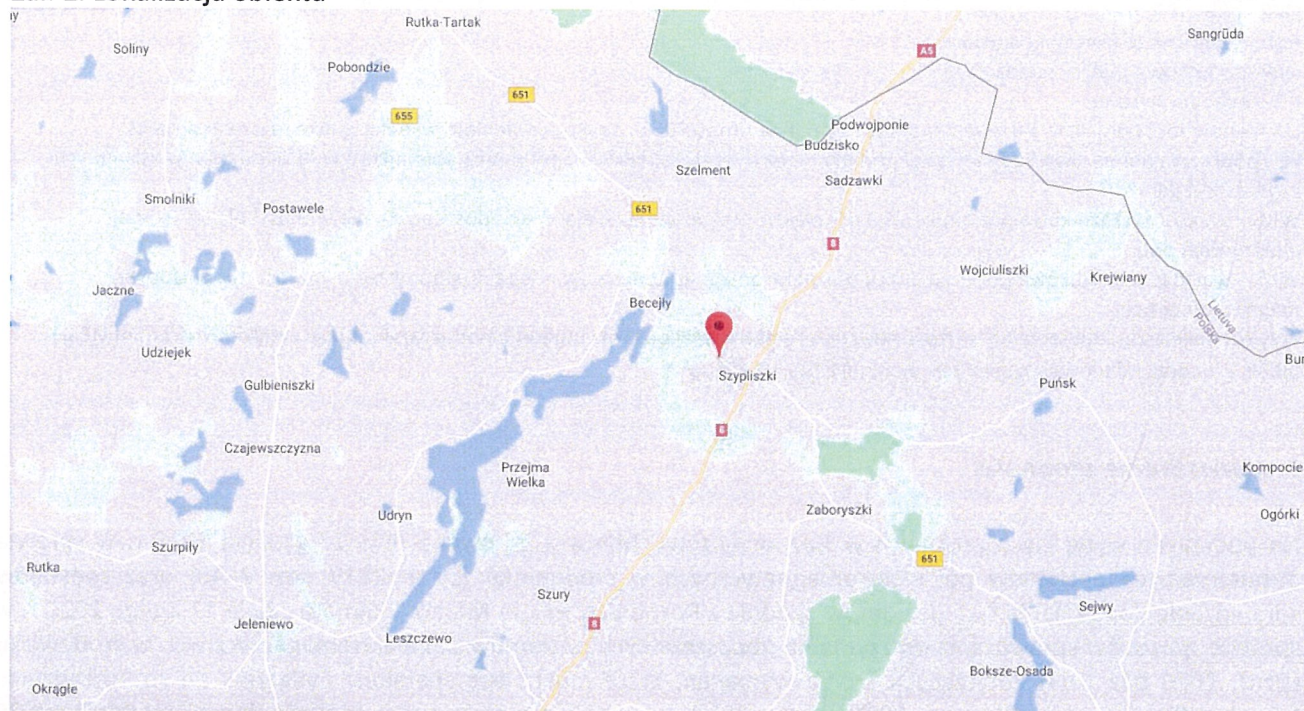 Rutka-Tartak
Sangrūda
Soliny
A5
Pobondzie
651
655
Podwojponie
Budzisko
Szelment
Sadzawki
Smolniki
Postawele
651
8
Wojciuliszki
Krejwiany
Jaczne
Becejły
Lietuva
Polska
Udziejek
Szypliszki
Gulbieniszki
Puńsk
8
Czajewszczyzna
Przejma
Wielka
Kompocie
Udryn
Zaboryszki
Ogórki
Szurpiły
651
Rutka
Szury
Sejwy
Jeleniewo
8
Leszczewo
Boksze-Osada
Okrągłe